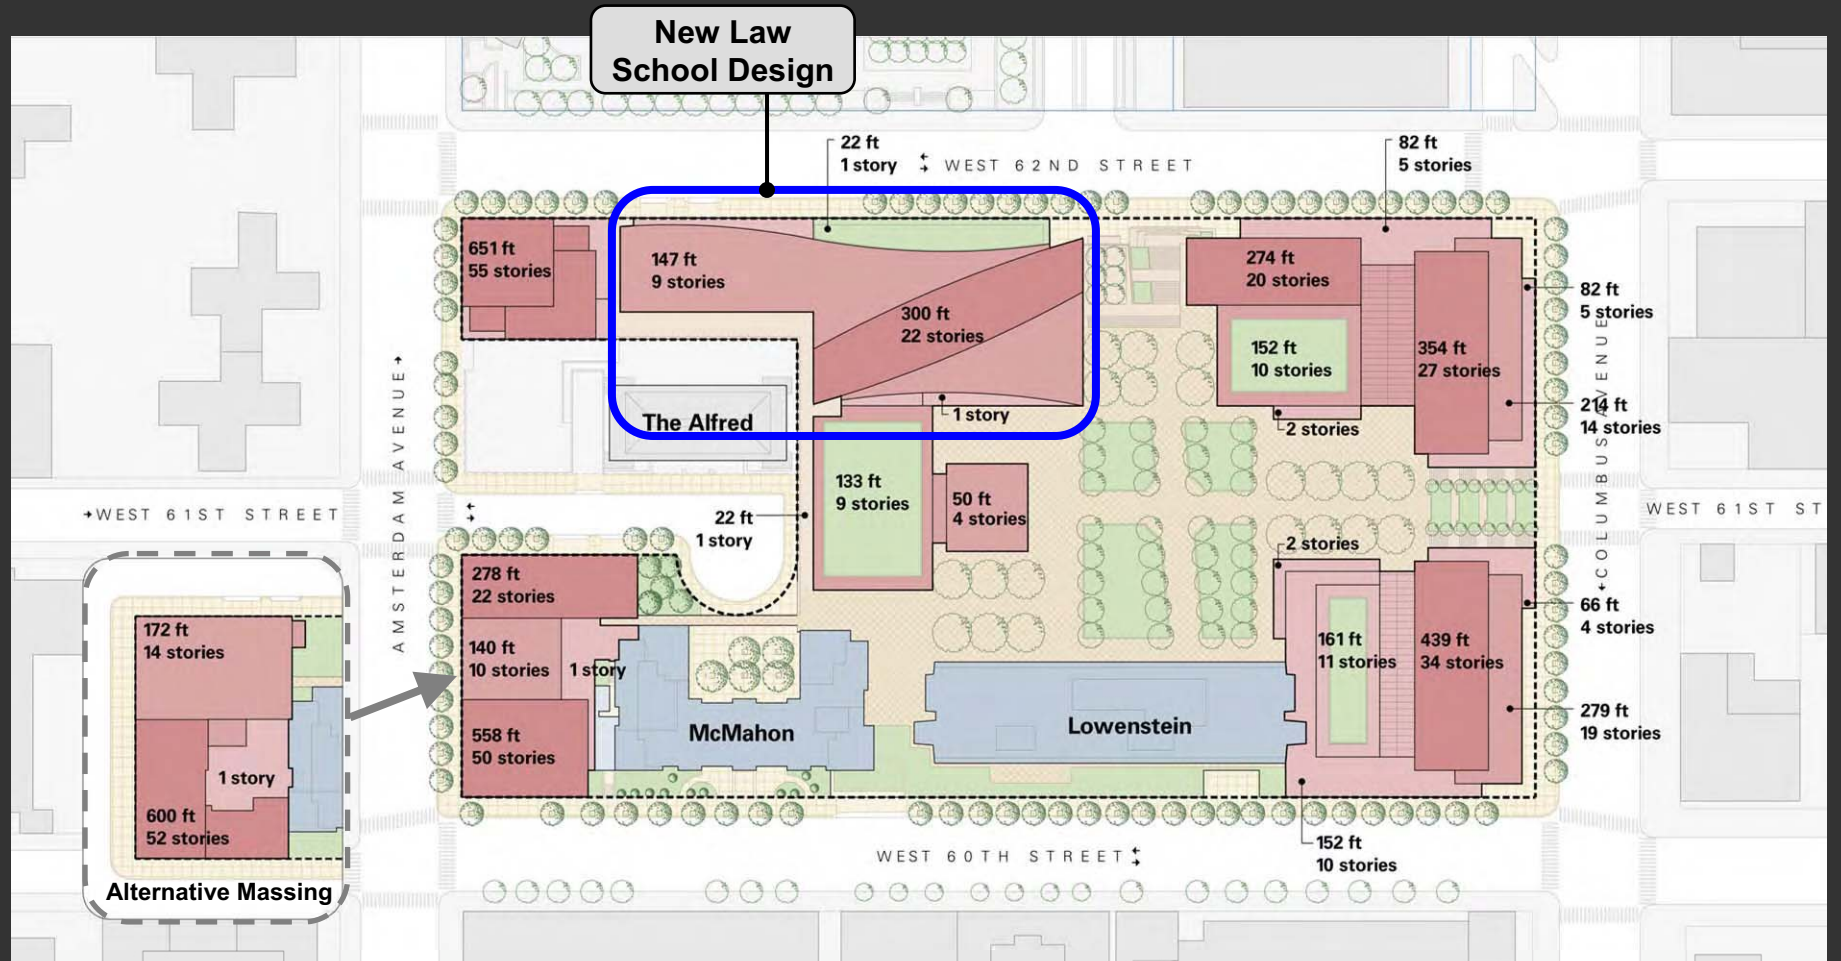 New Law
School Design
22 ft
1 story
WEST 62ND STREET
82 ft
5 stories
651 ft
55 stories
147 ft
9 stories
300 ft
22 stories
274 ft
20 stories
82 ft
5 stories
152 ft
10 stories
354 ft
27 stories
214 ft
14 stories
1 story
2 stories
The Alfred
AMSTERDAM AVENUE
COLUMBUS AVENUE
133 ft
9 stories
50 ft
4 stories
22 ft
1 story
WEST 61ST STREET
WEST 61ST ST
2 stories
278 ft
22 stories
66 ft
4 stories
140 ft
10 stories
1 story
161 ft
11 stories
439 ft
34 stories
172 ft
14 stories
McMahon
Lowenstein
279 ft
19 stories
558 ft
50 stories
1 story
600 ft
52 stories
152 ft
10 stories
WEST 60TH STREET
Alternative Massing